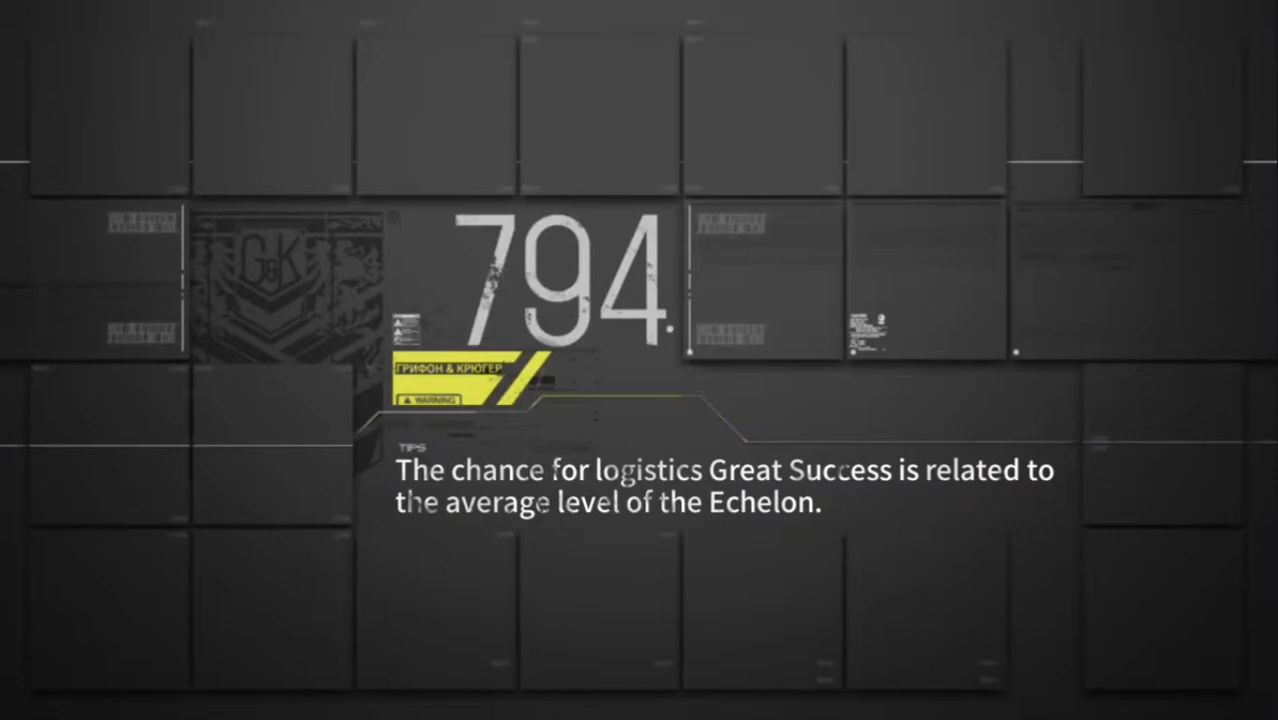 G&K
794.
ГРИФОН & КРЮГЕР
WARNING
TIPS
The chance for logistics Great Success is related to
the average level of the Echelon.